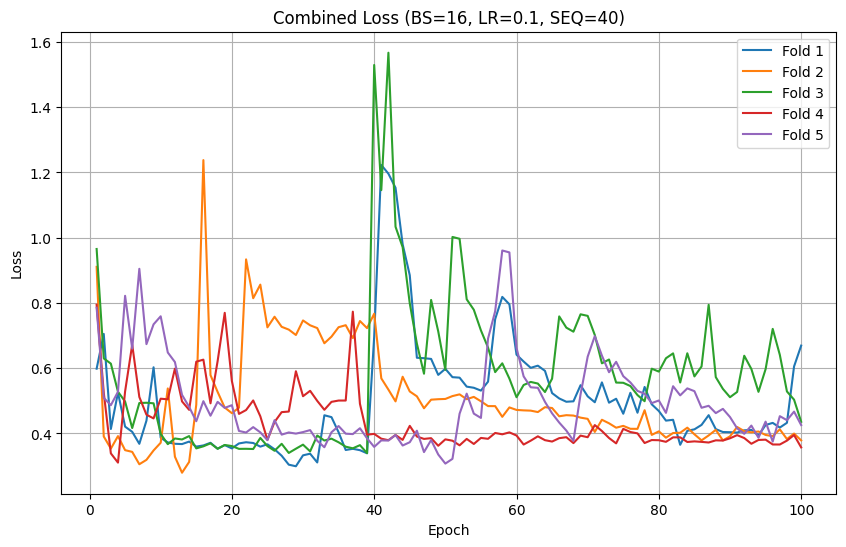 Combined Loss (BS=16, LR=0.1, SEQ=40)
Loss
1.6
1.4
1.2
1.0
0.8
0.6
0.4
Fold 1
Fold 2
Fold 3
Fold 4
Fold 5
0 20 40 60 80 100
Epoch